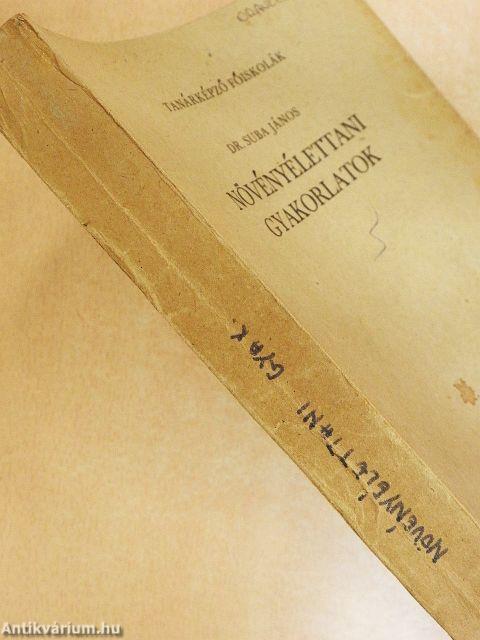 TANÁRKÉPZŐ FŐISKOLÁK
DR. SUBA JÁNOS
NÖVÉNYÉLETTANI
GYAKORLATOK
NÖVÉNYÉLETTANI GYAK.
Antikvárium.hu